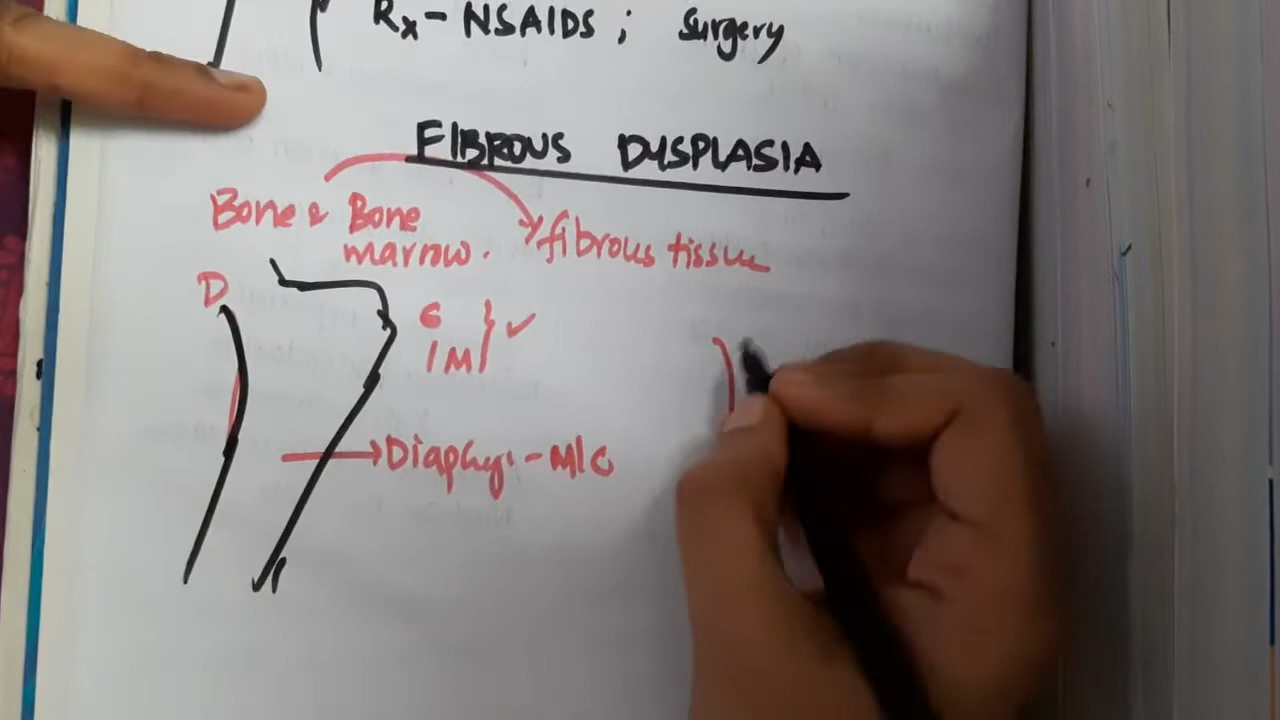 Rx - NSAIDS ; Surgery
FIBROUS DYSPLASIA
Bone & Bone
marrow.
fibrous tissue
D
C
IM
Diaphy. - M/C